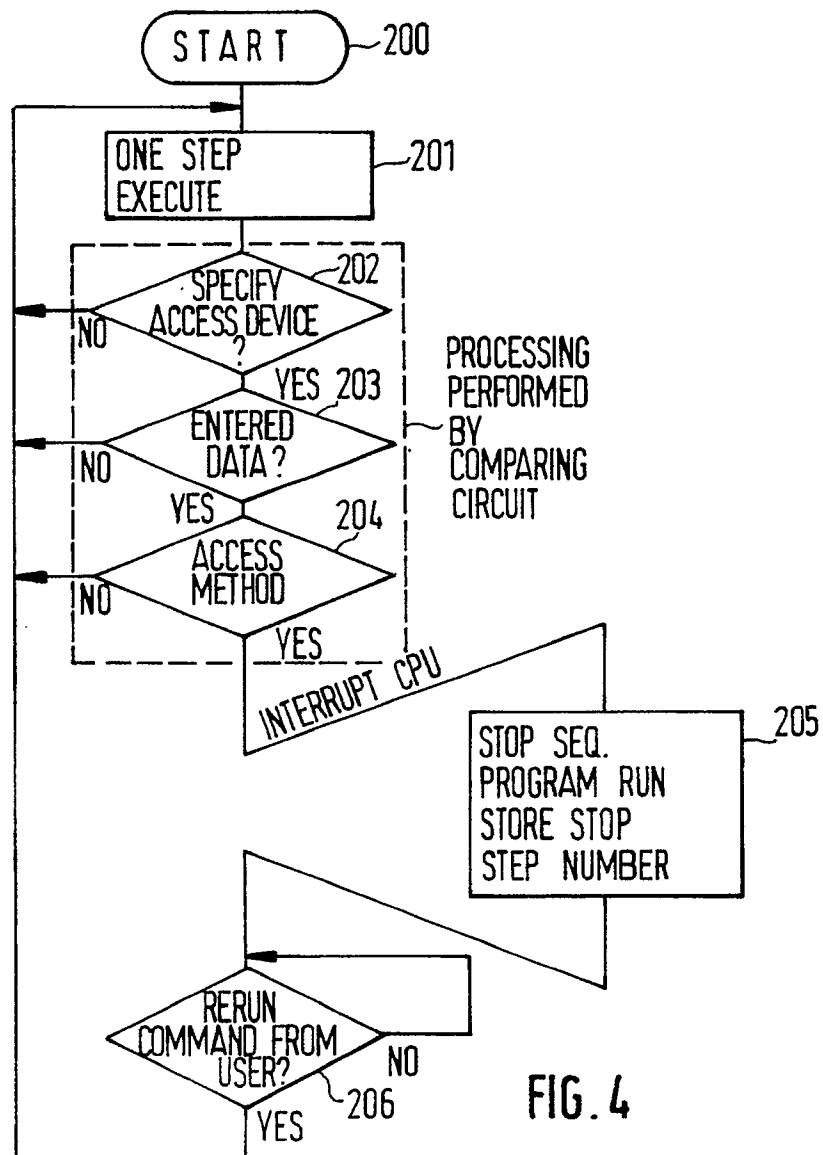 START
200
ONE STEP
EXECUTE
201
202
SPECIFY
ACCESS DEVICE
?
NO
YES
203
ENTERED
DATA?
NO
YES
204
ACCESS
METHOD
NO
YES
PROCESSING
PERFORMED
BY
COMPARING
CIRCUIT
INTERRUPT CPU
205
STOP SEQ.
PROGRAM RUN
STORE STOP
STEP NUMBER
RERUN
COMMAND FROM
USER?
NO
206
YES
FIG. 4